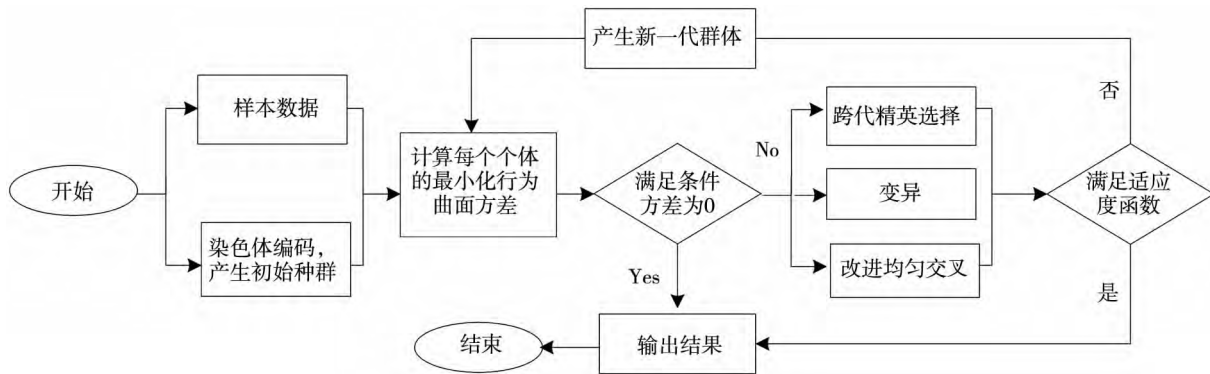 产生新一代群体
否
样本数据
跨代精英选择
计算每个个体
的最小化行为
曲面方差
No
满足条件
方差为0
满足适应
度函数
开始
变异
染色体编码，
产生初始种群
改进均匀交叉
Yes
是
结束
输出结果